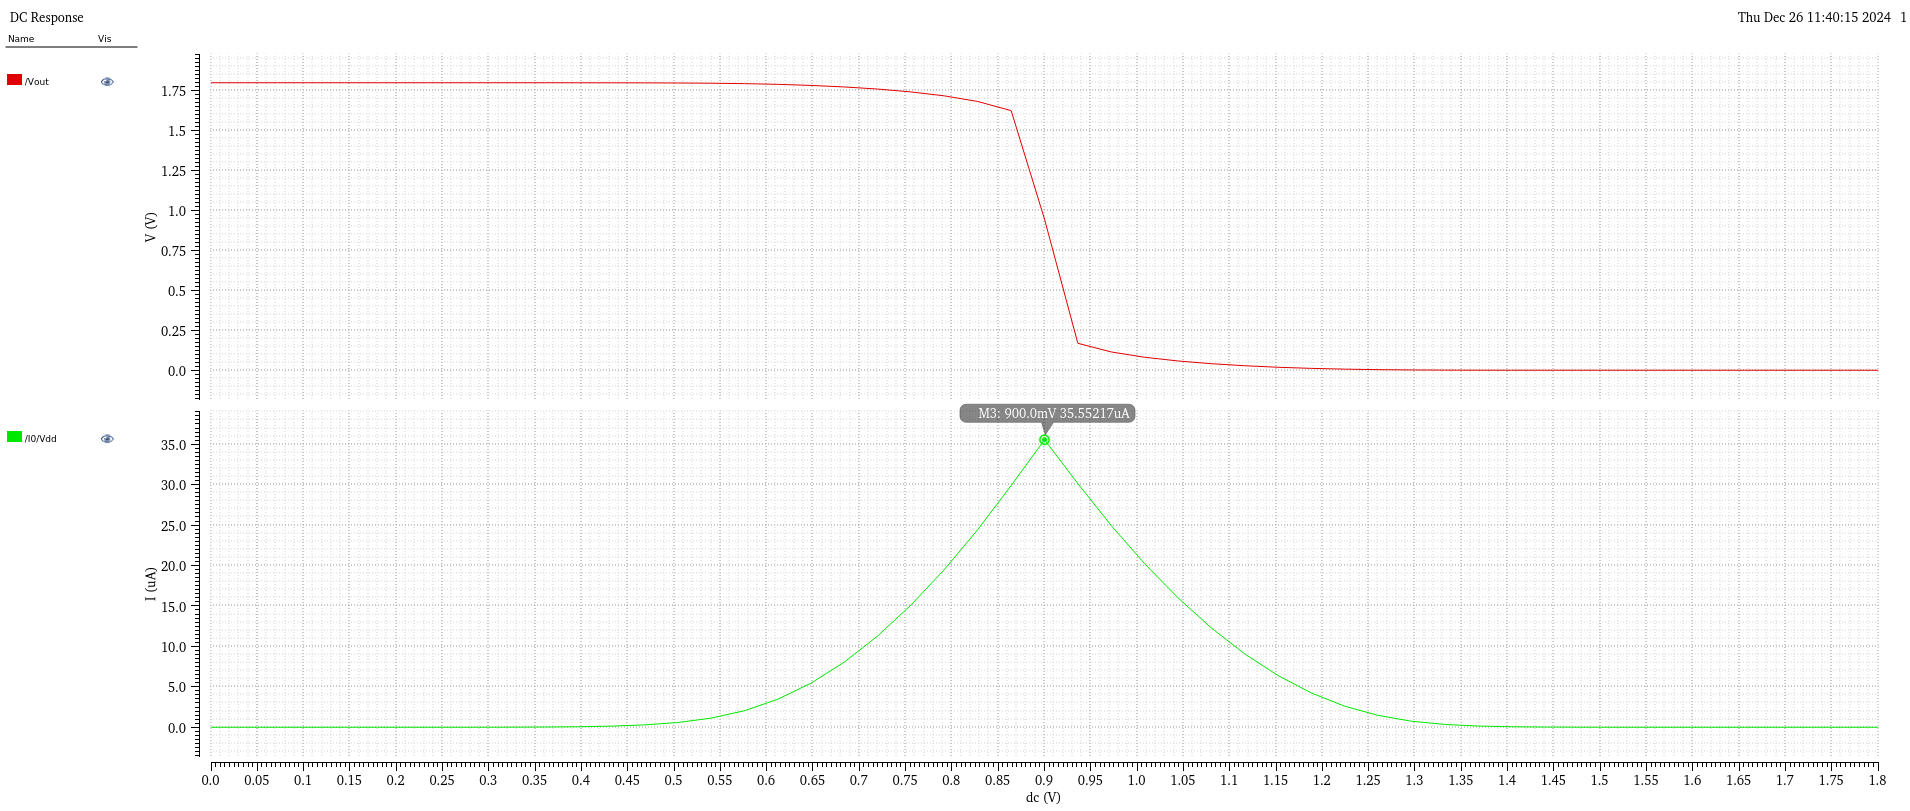 DC Response
Thu Dec 26 11:40:15 2024 1
Name Vis
/Vout
1.75
1.5
1.25
1.0
0.75
0.5
0.25
0.0
V (V)
M3: 900.0mV 35.55217uA
/I0/Vdd
35.0
30.0
25.0
20.0
15.0
10.0
5.0
0.0
I (uA)
0.0 0.05 0.1 0.15 0.2 0.25 0.3 0.35 0.4 0.45 0.5 0.55 0.6 0.65 0.7 0.75 0.8 0.85 0.9 0.95 1.0 1.05 1.1 1.15 1.2 1.25 1.3 1.35 1.4 1.45 1.5 1.55 1.6 1.65 1.7 1.75 1.8
dc (V)